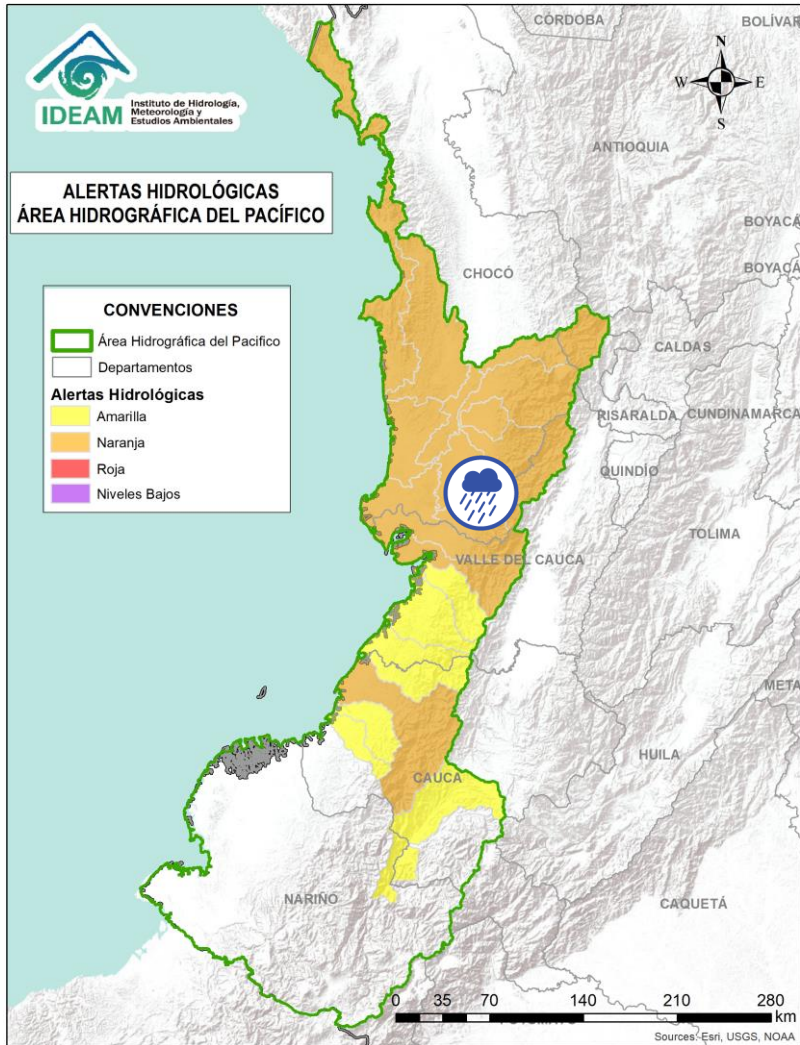 CÓRDOBA
BOLÍVAR
N
W
E
S
IDEAM
Instituto de Hidrología,
Meteorología y
Estudios Ambientales
ANTIOQUIA
ALERTAS HIDROLÓGICAS
ÁREA HIDROGRÁFICA DEL PACÍFICO
BOYACÁ
BOYACÁ
CHOCÓ
CONVENCIONES
Área Hidrográfica del Pacifico
Departamentos
Alertas Hidrológicas
Amarilla
Naranja
Roja
Niveles Bajos
CALDAS
RISARALDA
CUNDINAMARCA
QUINDÍO
TOLIMA
VALLE DEL CAUCA
META
HUILA
CAUCA
NARIÑO
CAQUETÁ
0 35 70 140 210 280
km
Sources: Esri, USGS, NOAA